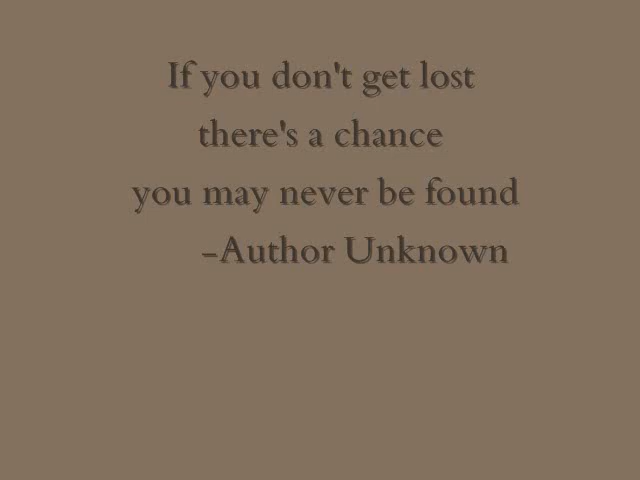 If you don't get lost
there's a chance
you may never be found
-Author Unknown